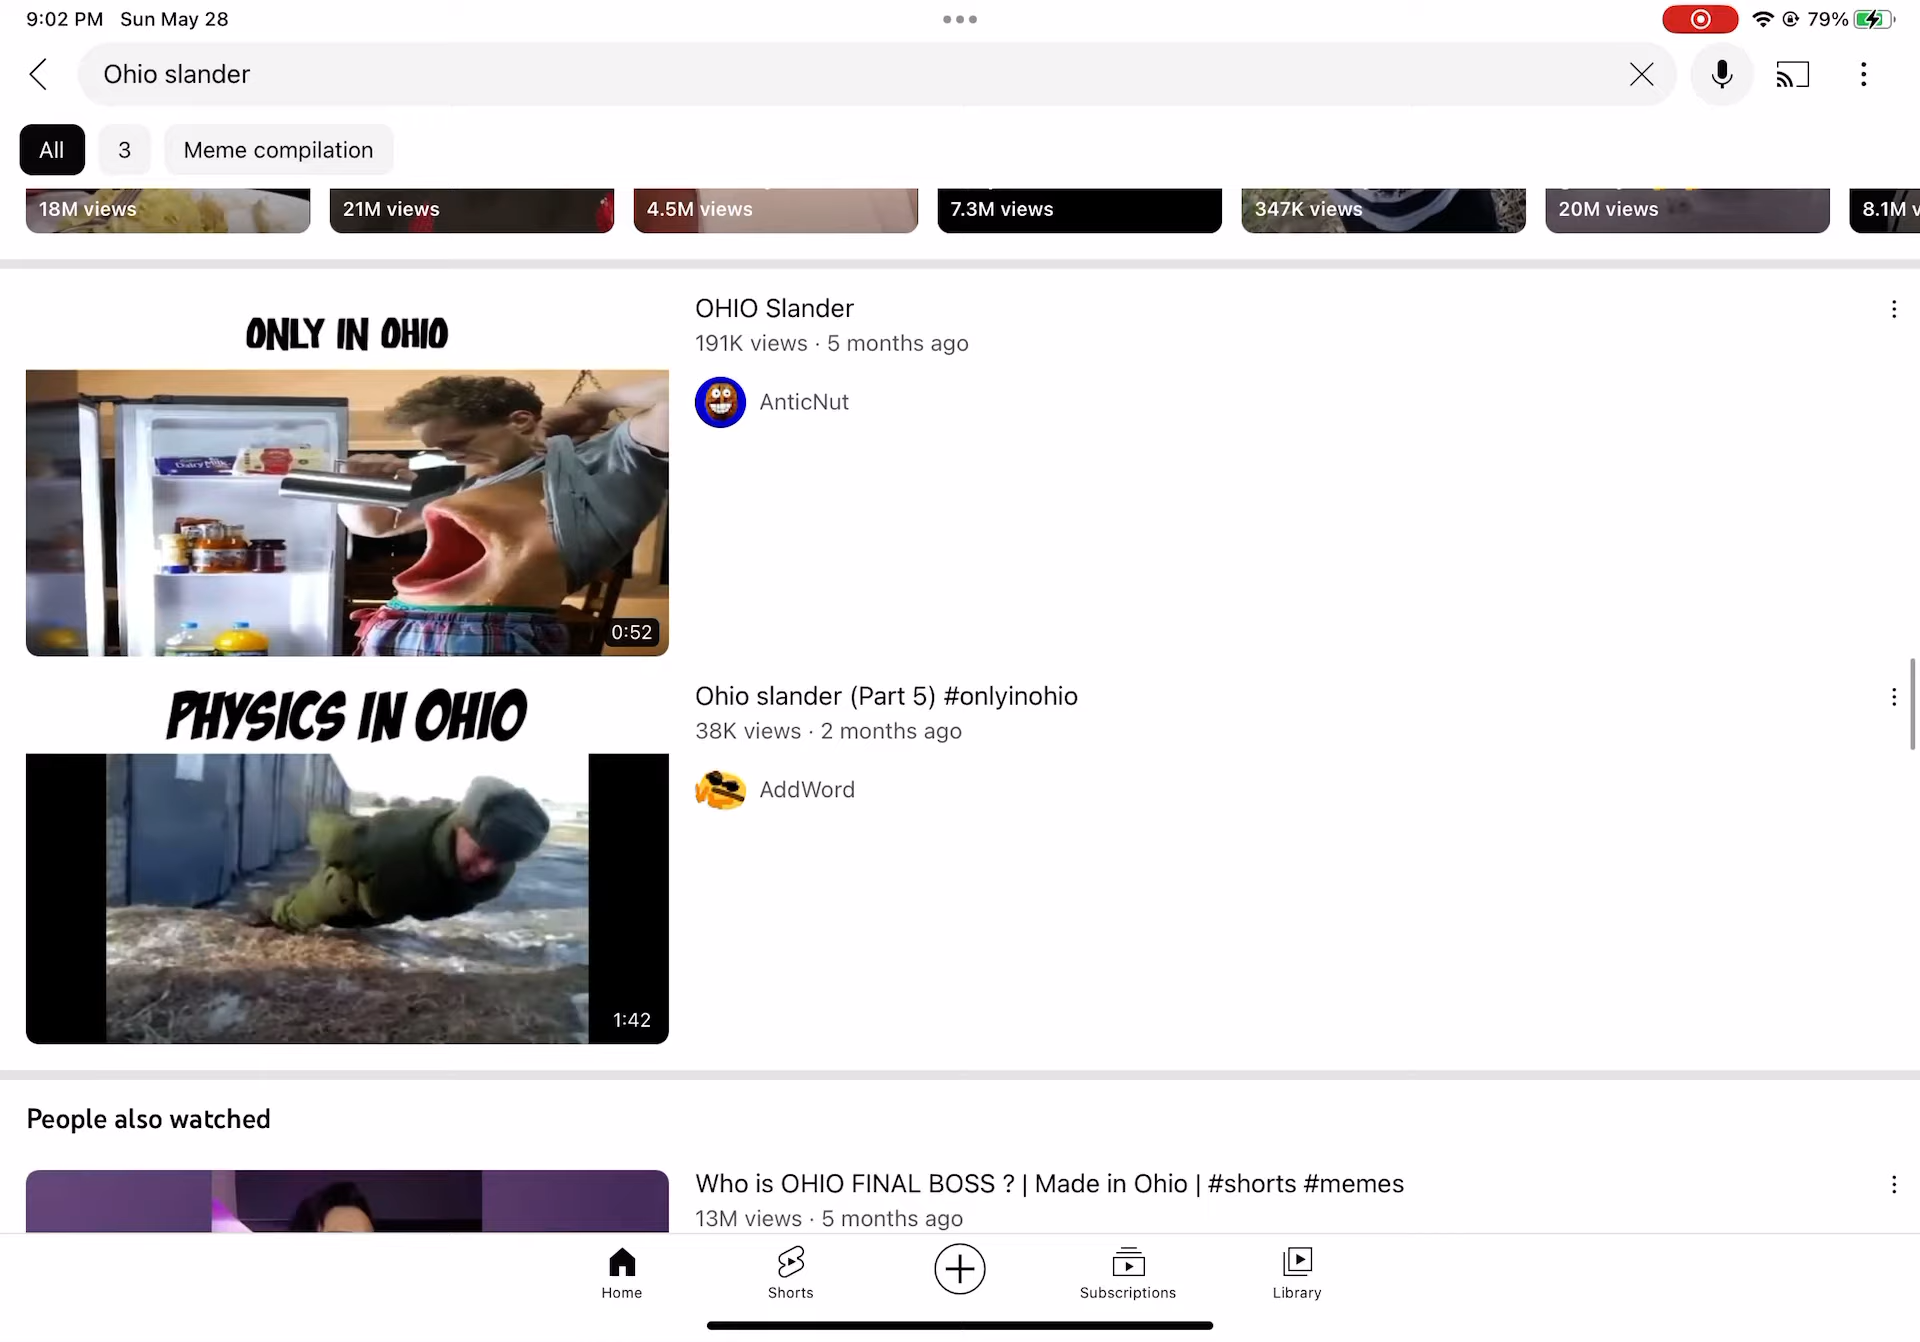 9:02 PM Sun May 28
79%
Ohio slander
All
3
Meme compilation
18M views
21M views
4.5M views
7.3M views
347K views
20M views
8.1M v
ONLY IN OHIO
Dairy Milk
0:52
OHIO Slander
191K views · 5 months ago
AnticNut
PHYSICS IN OHIO
1:42
Ohio slander (Part 5) #onlyinohio
38K views · 2 months ago
AddWord
People also watched
Who is OHIO FINAL BOSS ? | Made in Ohio | #shorts #memes
13M views · 5 months ago
Home
Shorts
Subscriptions
Library